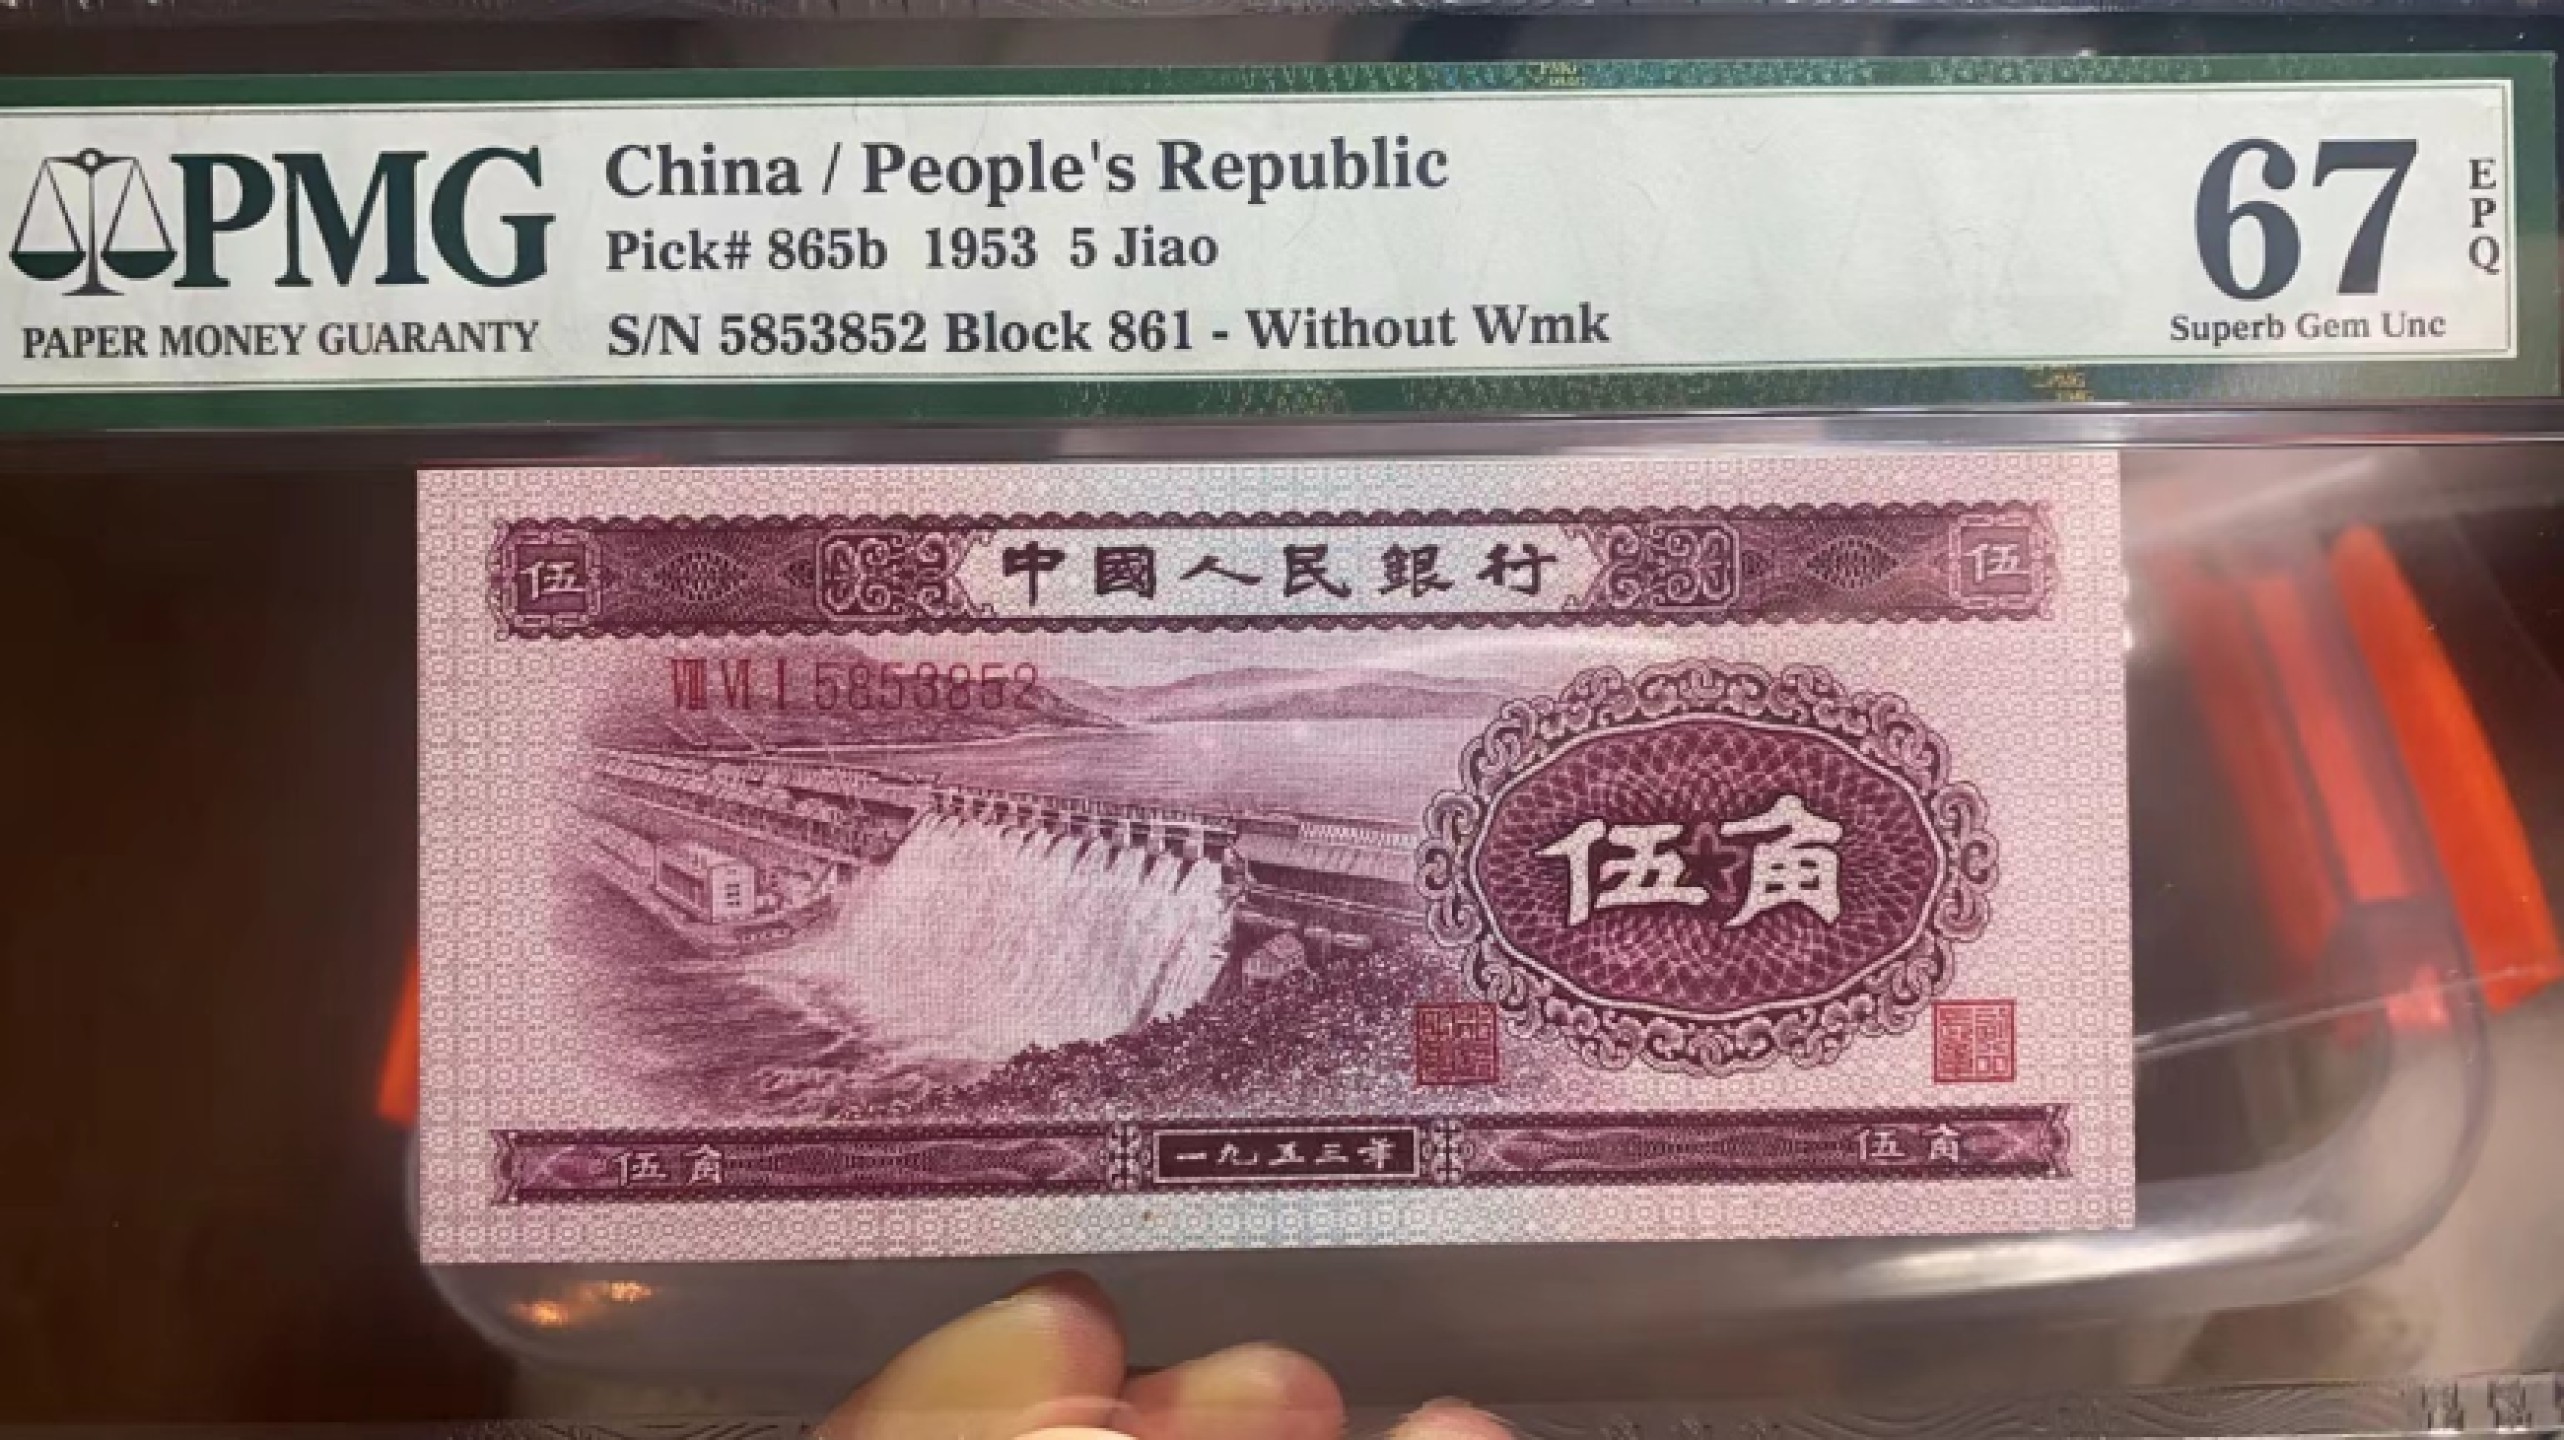 PMG
PAPER MONEY GUARANTY
China / People's Republic
Pick# 865b 1953 5 Jiao
S/N 5853852 Block 861 - Without Wmk
67
EPQ
Superb Gem Unc
伍 中國人民銀行 伍
VIII VI I 5853852
伍角
伍角 一九五三年 伍角